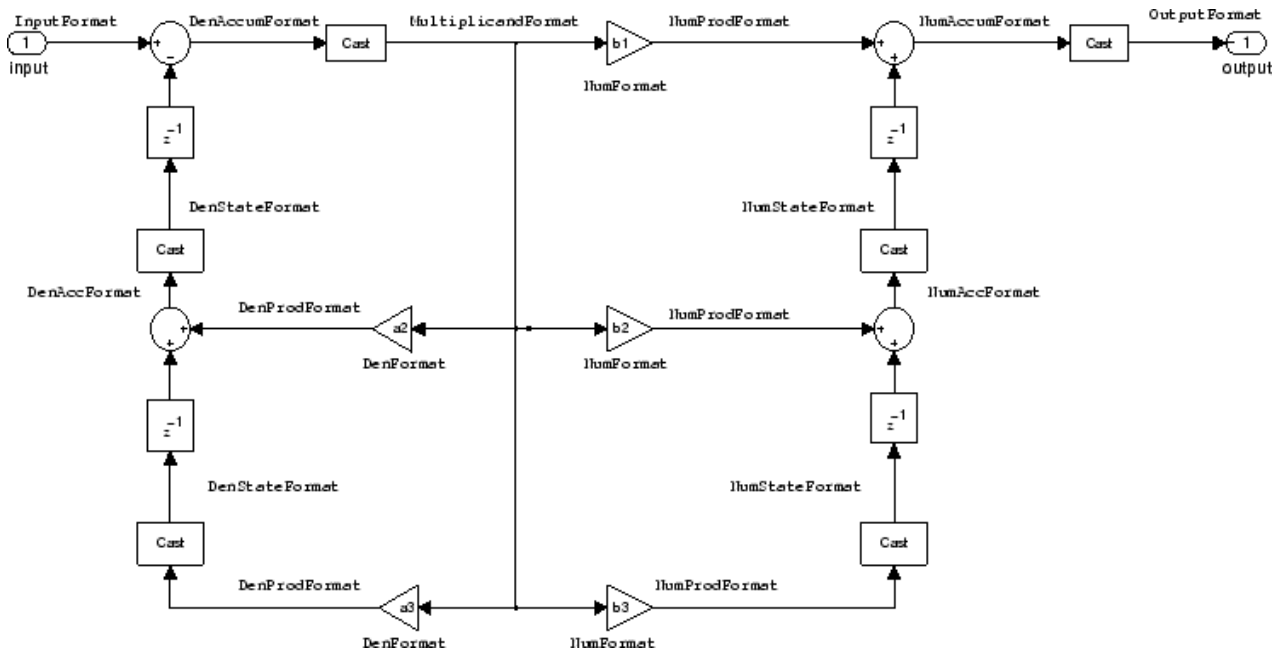 InputFormat
DenAccumFormat
MultiplicandFormat
NumProdFormat
NumAccumFormat
OutputFormat
1
+
−
Cast
b1
+
+
Cast
1
input
NumFormat
output
z⁻¹
z⁻¹
DenStateFormat
NumStateFormat
Cast
Cast
DenAccFormat
NumAccFormat
DenProdFormat
NumProdFormat
+
+
a2
b2
+
+
DenFormat
NumFormat
z⁻¹
z⁻¹
DenStateFormat
NumStateFormat
Cast
Cast
DenProdFormat
NumProdFormat
a3
b3
DenFormat
NumFormat